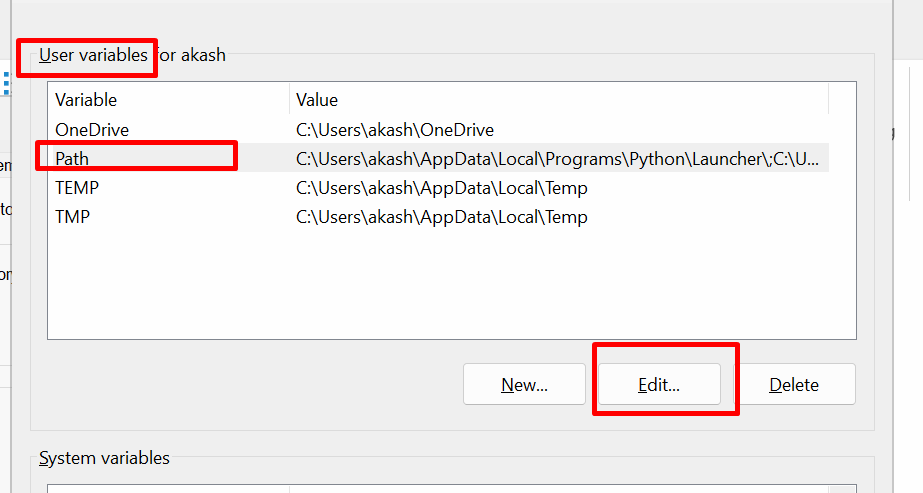 User variables for akash
Variable Value
OneDrive C:\Users\akash\OneDrive
Path C:\Users\akash\AppData\Local\Programs\Python\Launcher\;C:\U...
TEMP C:\Users\akash\AppData\Local\Temp
TMP C:\Users\akash\AppData\Local\Temp
New... Edit... Delete
System variables